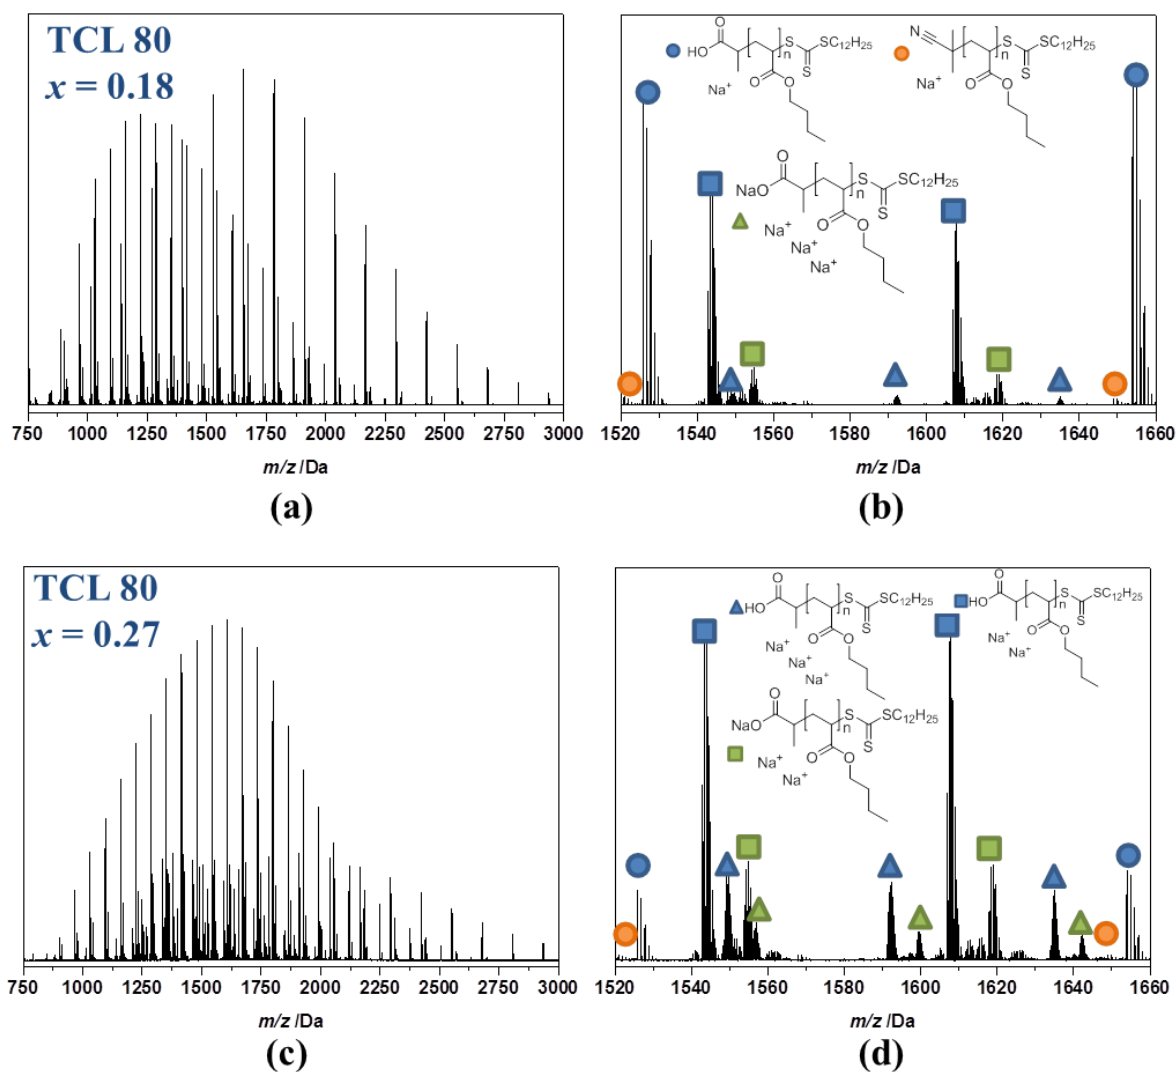 TCL 80
x = 0.18
750 1000 1250 1500 1750 2000 2250 2500 2750 3000
m/z /Da
(a)
O
HO
n
S
S
SC12H25
O
O
Na+
N
n
S
S
SC12H25
O
O
Na+
O
NaO
n
S
S
SC12H25
O
O
Na+
Na+
Na+
1520 1540 1560 1580 1600 1620 1640 1660
m/z /Da
(b)
TCL 80
x = 0.27
750 1000 1250 1500 1750 2000 2250 2500 2750 3000
m/z /Da
(c)
O
HO
n
S
S
SC12H25
O
O
Na+
Na+
Na+
O
HO
n
S
S
SC12H25
O
O
Na+
Na+
O
NaO
n
S
S
SC12H25
O
O
Na+
Na+
1520 1540 1560 1580 1600 1620 1640 1660
m/z /Da
(d)